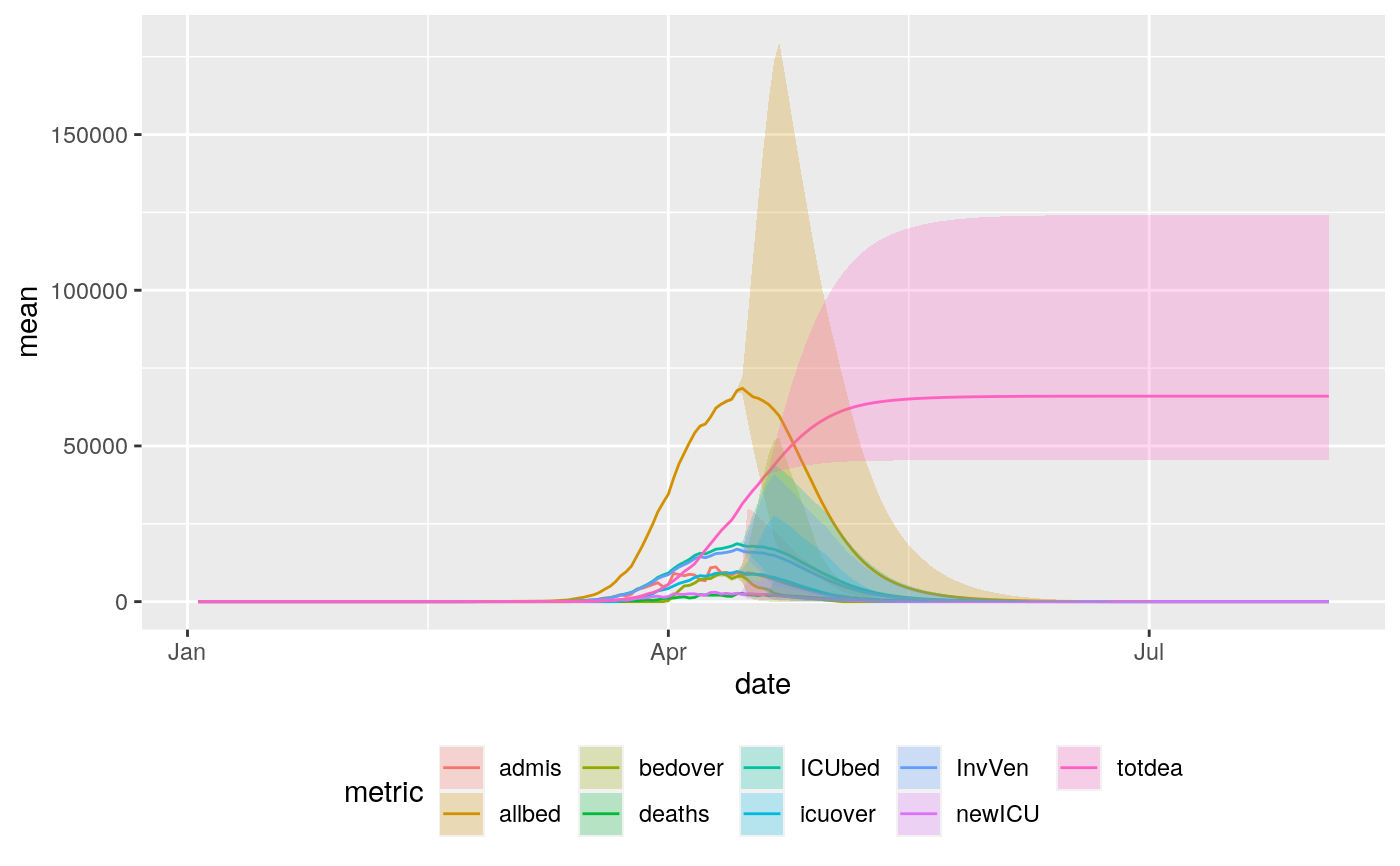 mean
150000
100000
50000
0
Jan Apr Jul
date
metric
admis bedover ICUbed InvVen totdea
allbed deaths icuover newICU